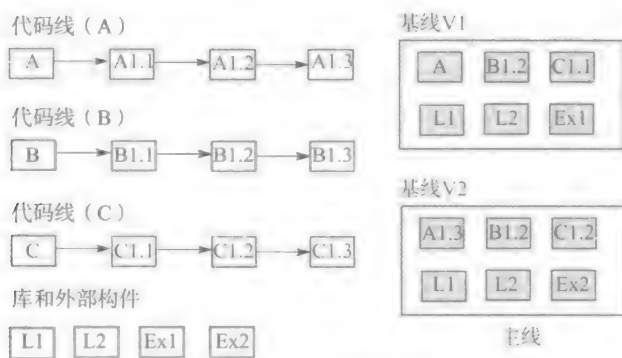 代码线（A）
A A1.1 A1.2 A1.3
代码线（B）
B B1.1 B1.2 B1.3
代码线（C）
C C1.1 C1.2 C1.3
库和外部构件
L1 L2 Ex1 Ex2
基线V1
A B1.2 C1.1
L1 L2 Ex1
基线V2
A1.3 B1.2 C1.2
L1 L2 Ex2
主线